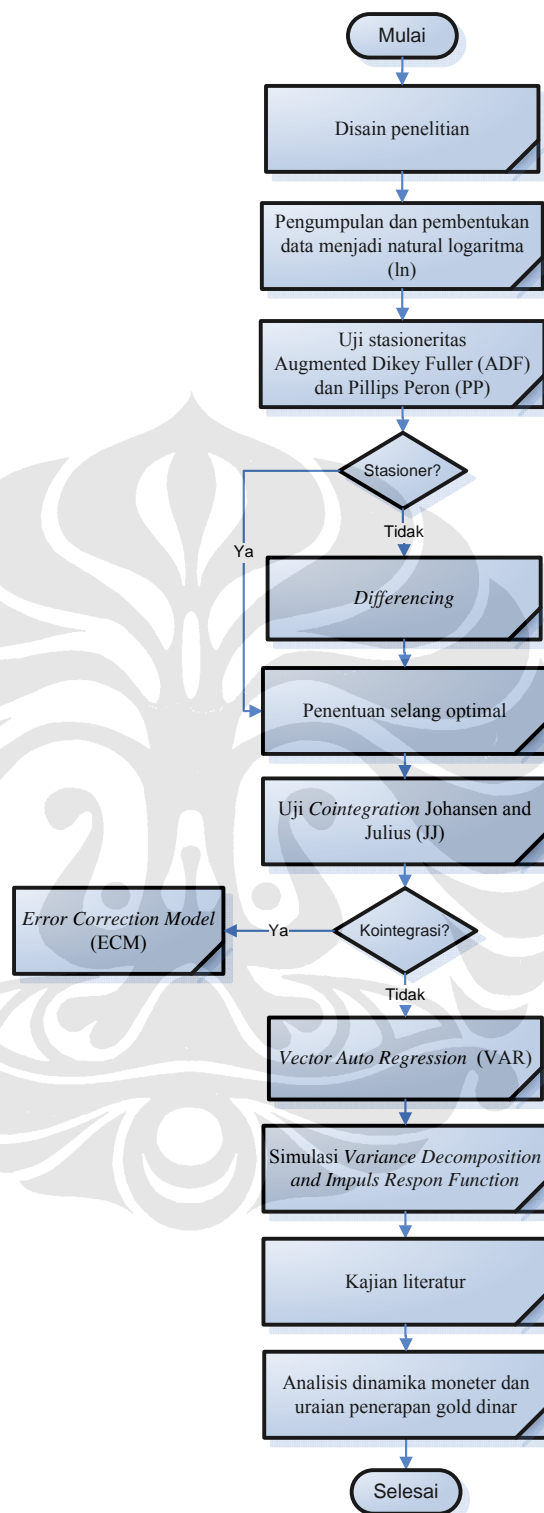 Mulai
Disain penelitian
Pengumpulan dan pembentukan
data menjadi natural logaritma
(ln)
Uji stasioneritas
Augmented Dikey Fuller (ADF)
dan Pillips Peron (PP)
Stasioner?
Tidak
Ya
Differencing
Penentuan selang optimal
Uji Cointegration Johansen and
Julius (JJ)
Kointegrasi?
Ya
Error Correction Model
(ECM)
Tidak
Vector Auto Regression (VAR)
Simulasi Variance Decomposition
and Impuls Respon Function
Kajian literatur
Analisis dinamika moneter dan
uraian penerapan gold dinar
Selesai